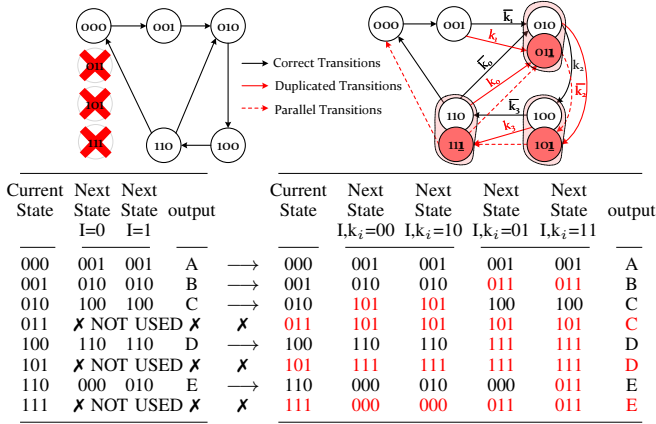 000 001 010
011
101
111
110 100
Correct Transitions
Duplicated Transitions
Parallel Transitions
000 001 k̅₁ 010
k₁ 011
k̅₀ k₀ k₂ k̅₂
110 k̅₃ 100
k₃
111 101
Current State Next State I=0 Next State I=1 output
000 001 001 A ⟶
001 010 010 B ⟶
010 100 100 C ⟶
011 ✗ NOT USED ✗ ✗
100 110 110 D ⟶
101 ✗ NOT USED ✗ ✗
110 000 010 E ⟶
111 ✗ NOT USED ✗ ✗
Current State Next State I,kᵢ=00 Next State I,kᵢ=10 Next State I,kᵢ=01 Next State I,kᵢ=11 output
000 001 001 001 001 A
001 010 010 011 011 B
010 101 101 100 100 C
011 101 101 101 101 C
100 110 110 111 111 D
101 111 111 111 111 D
110 000 010 000 011 E
111 000 000 011 011 E